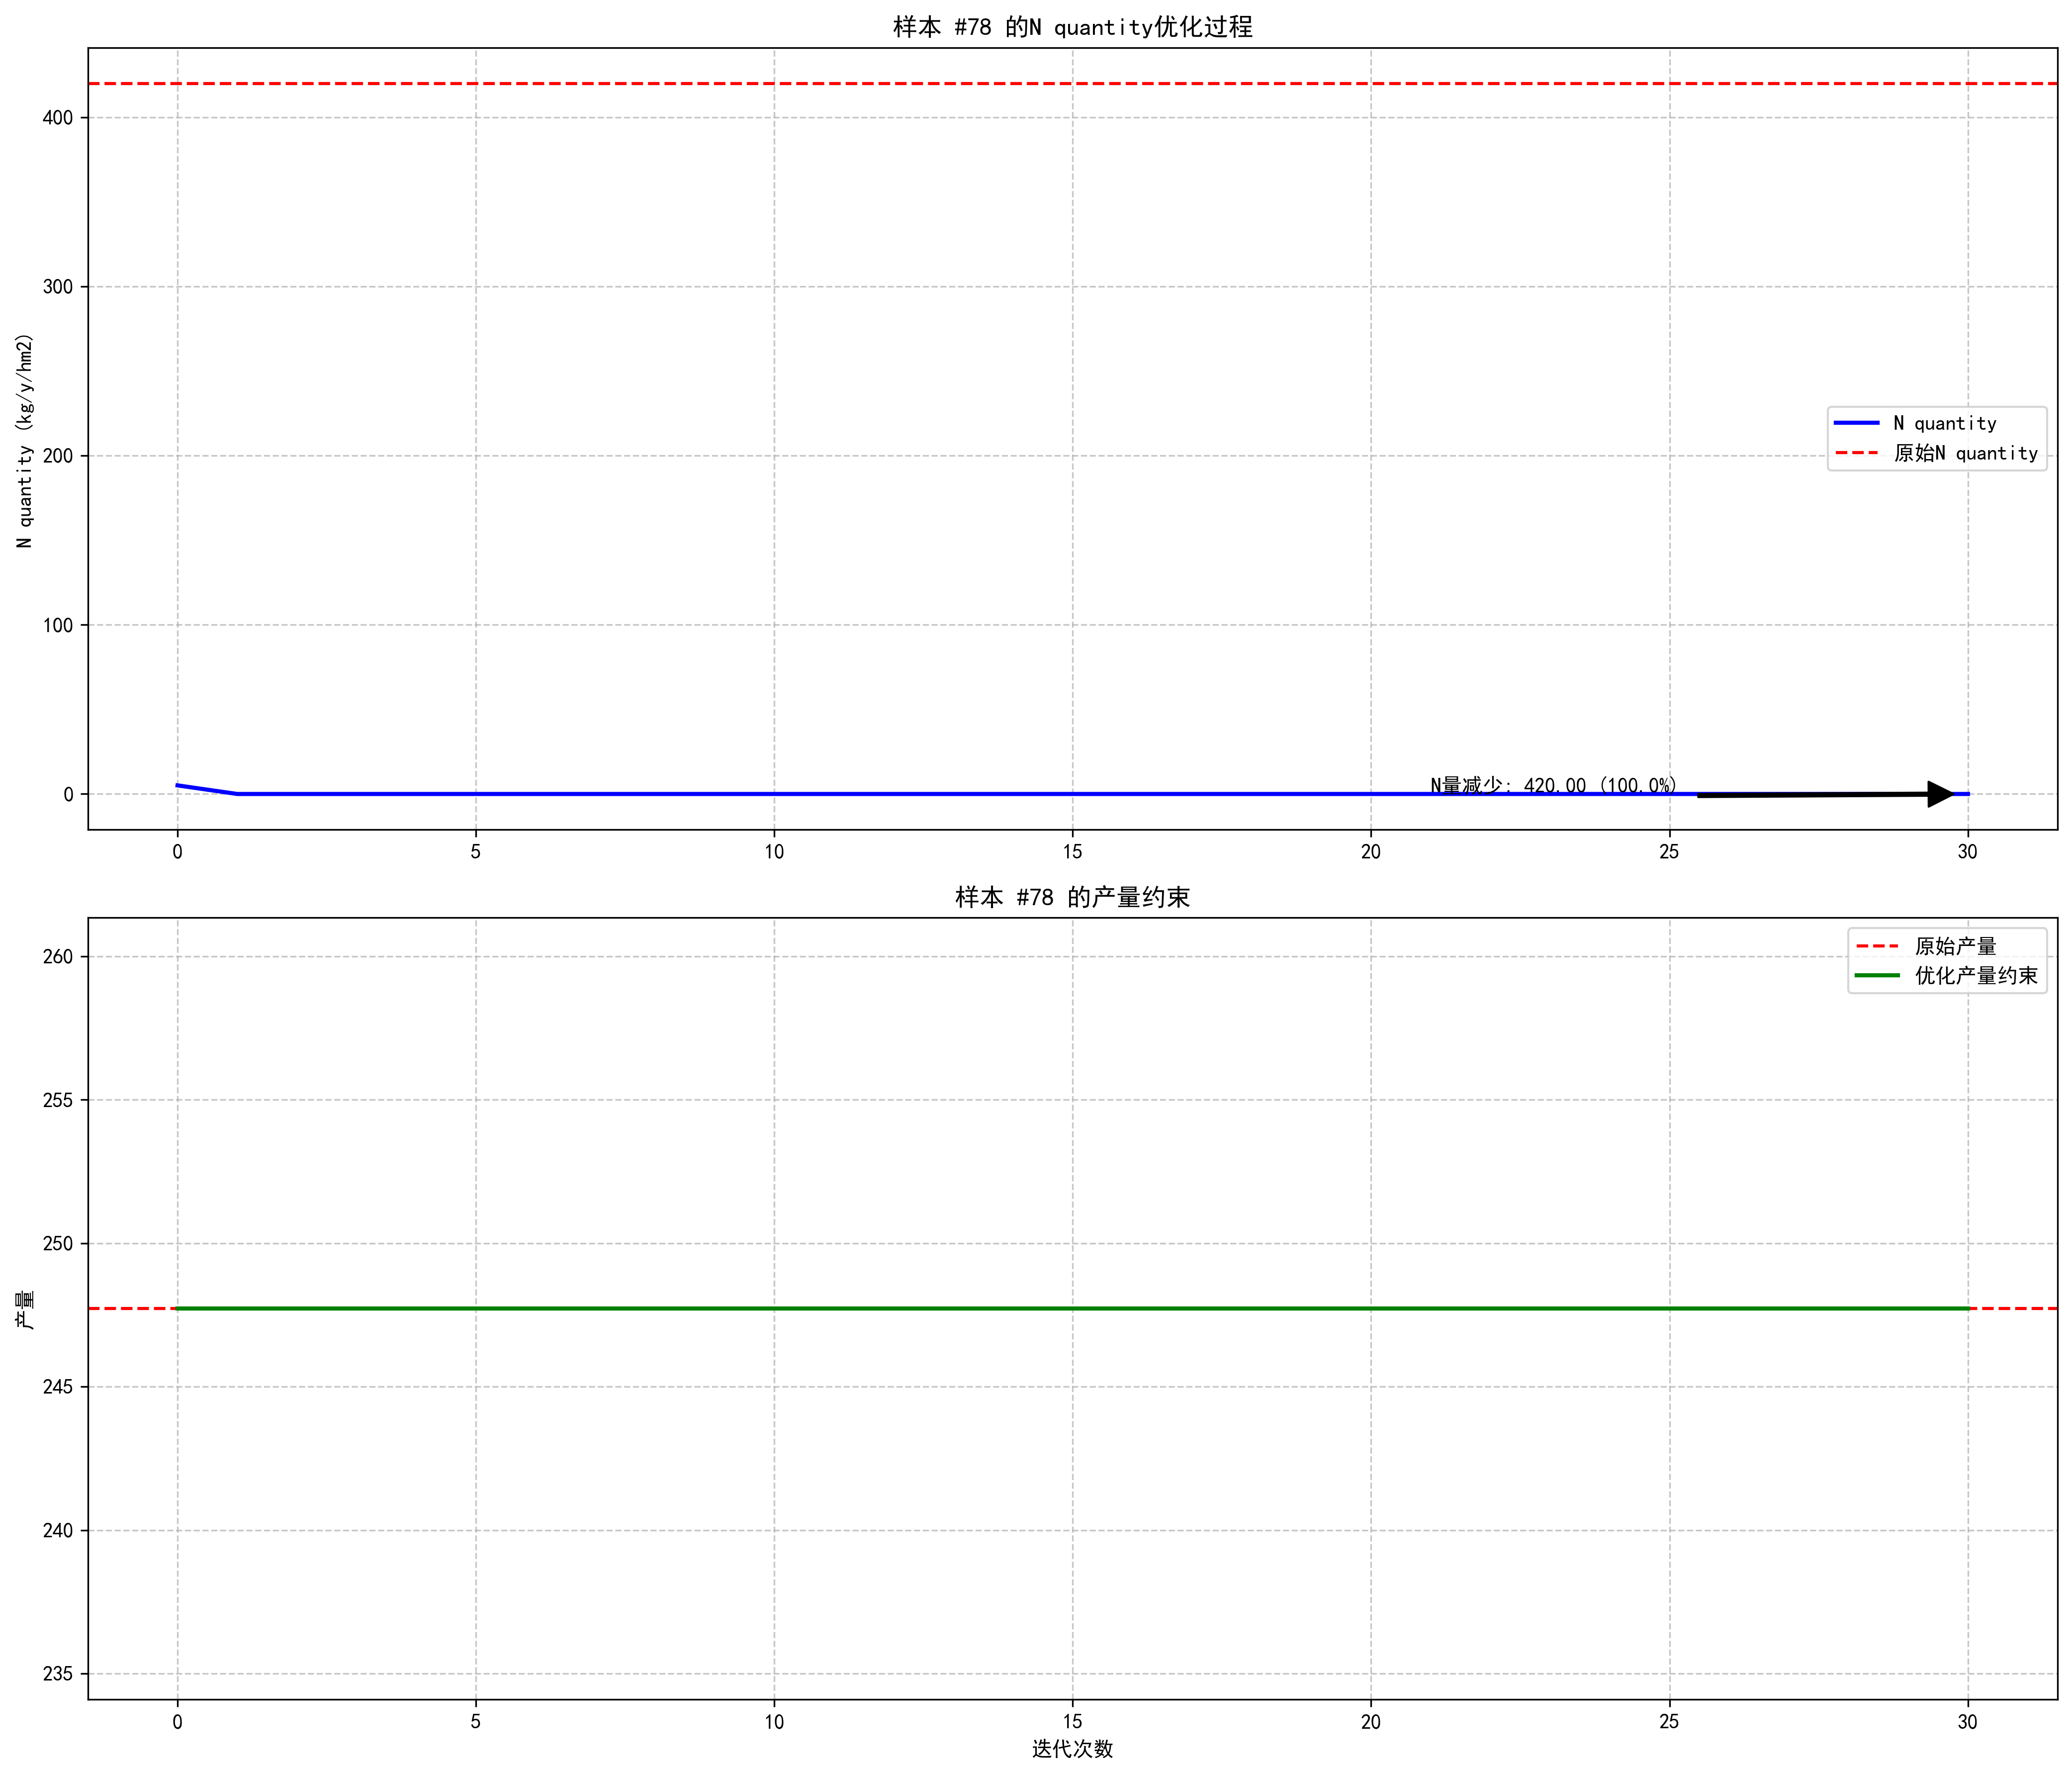 样本 #78 的N quantity优化过程
N quantity (kg/y/hm2)
400
300
200
100
0
N quantity
原始N quantity
N量减少: 420.00 (100.0%)
0 5 10 15 20 25 30
样本 #78 的产量约束
产量
260
255
250
245
240
235
原始产量
优化产量约束
0 5 10 15 20 25 30
迭代次数